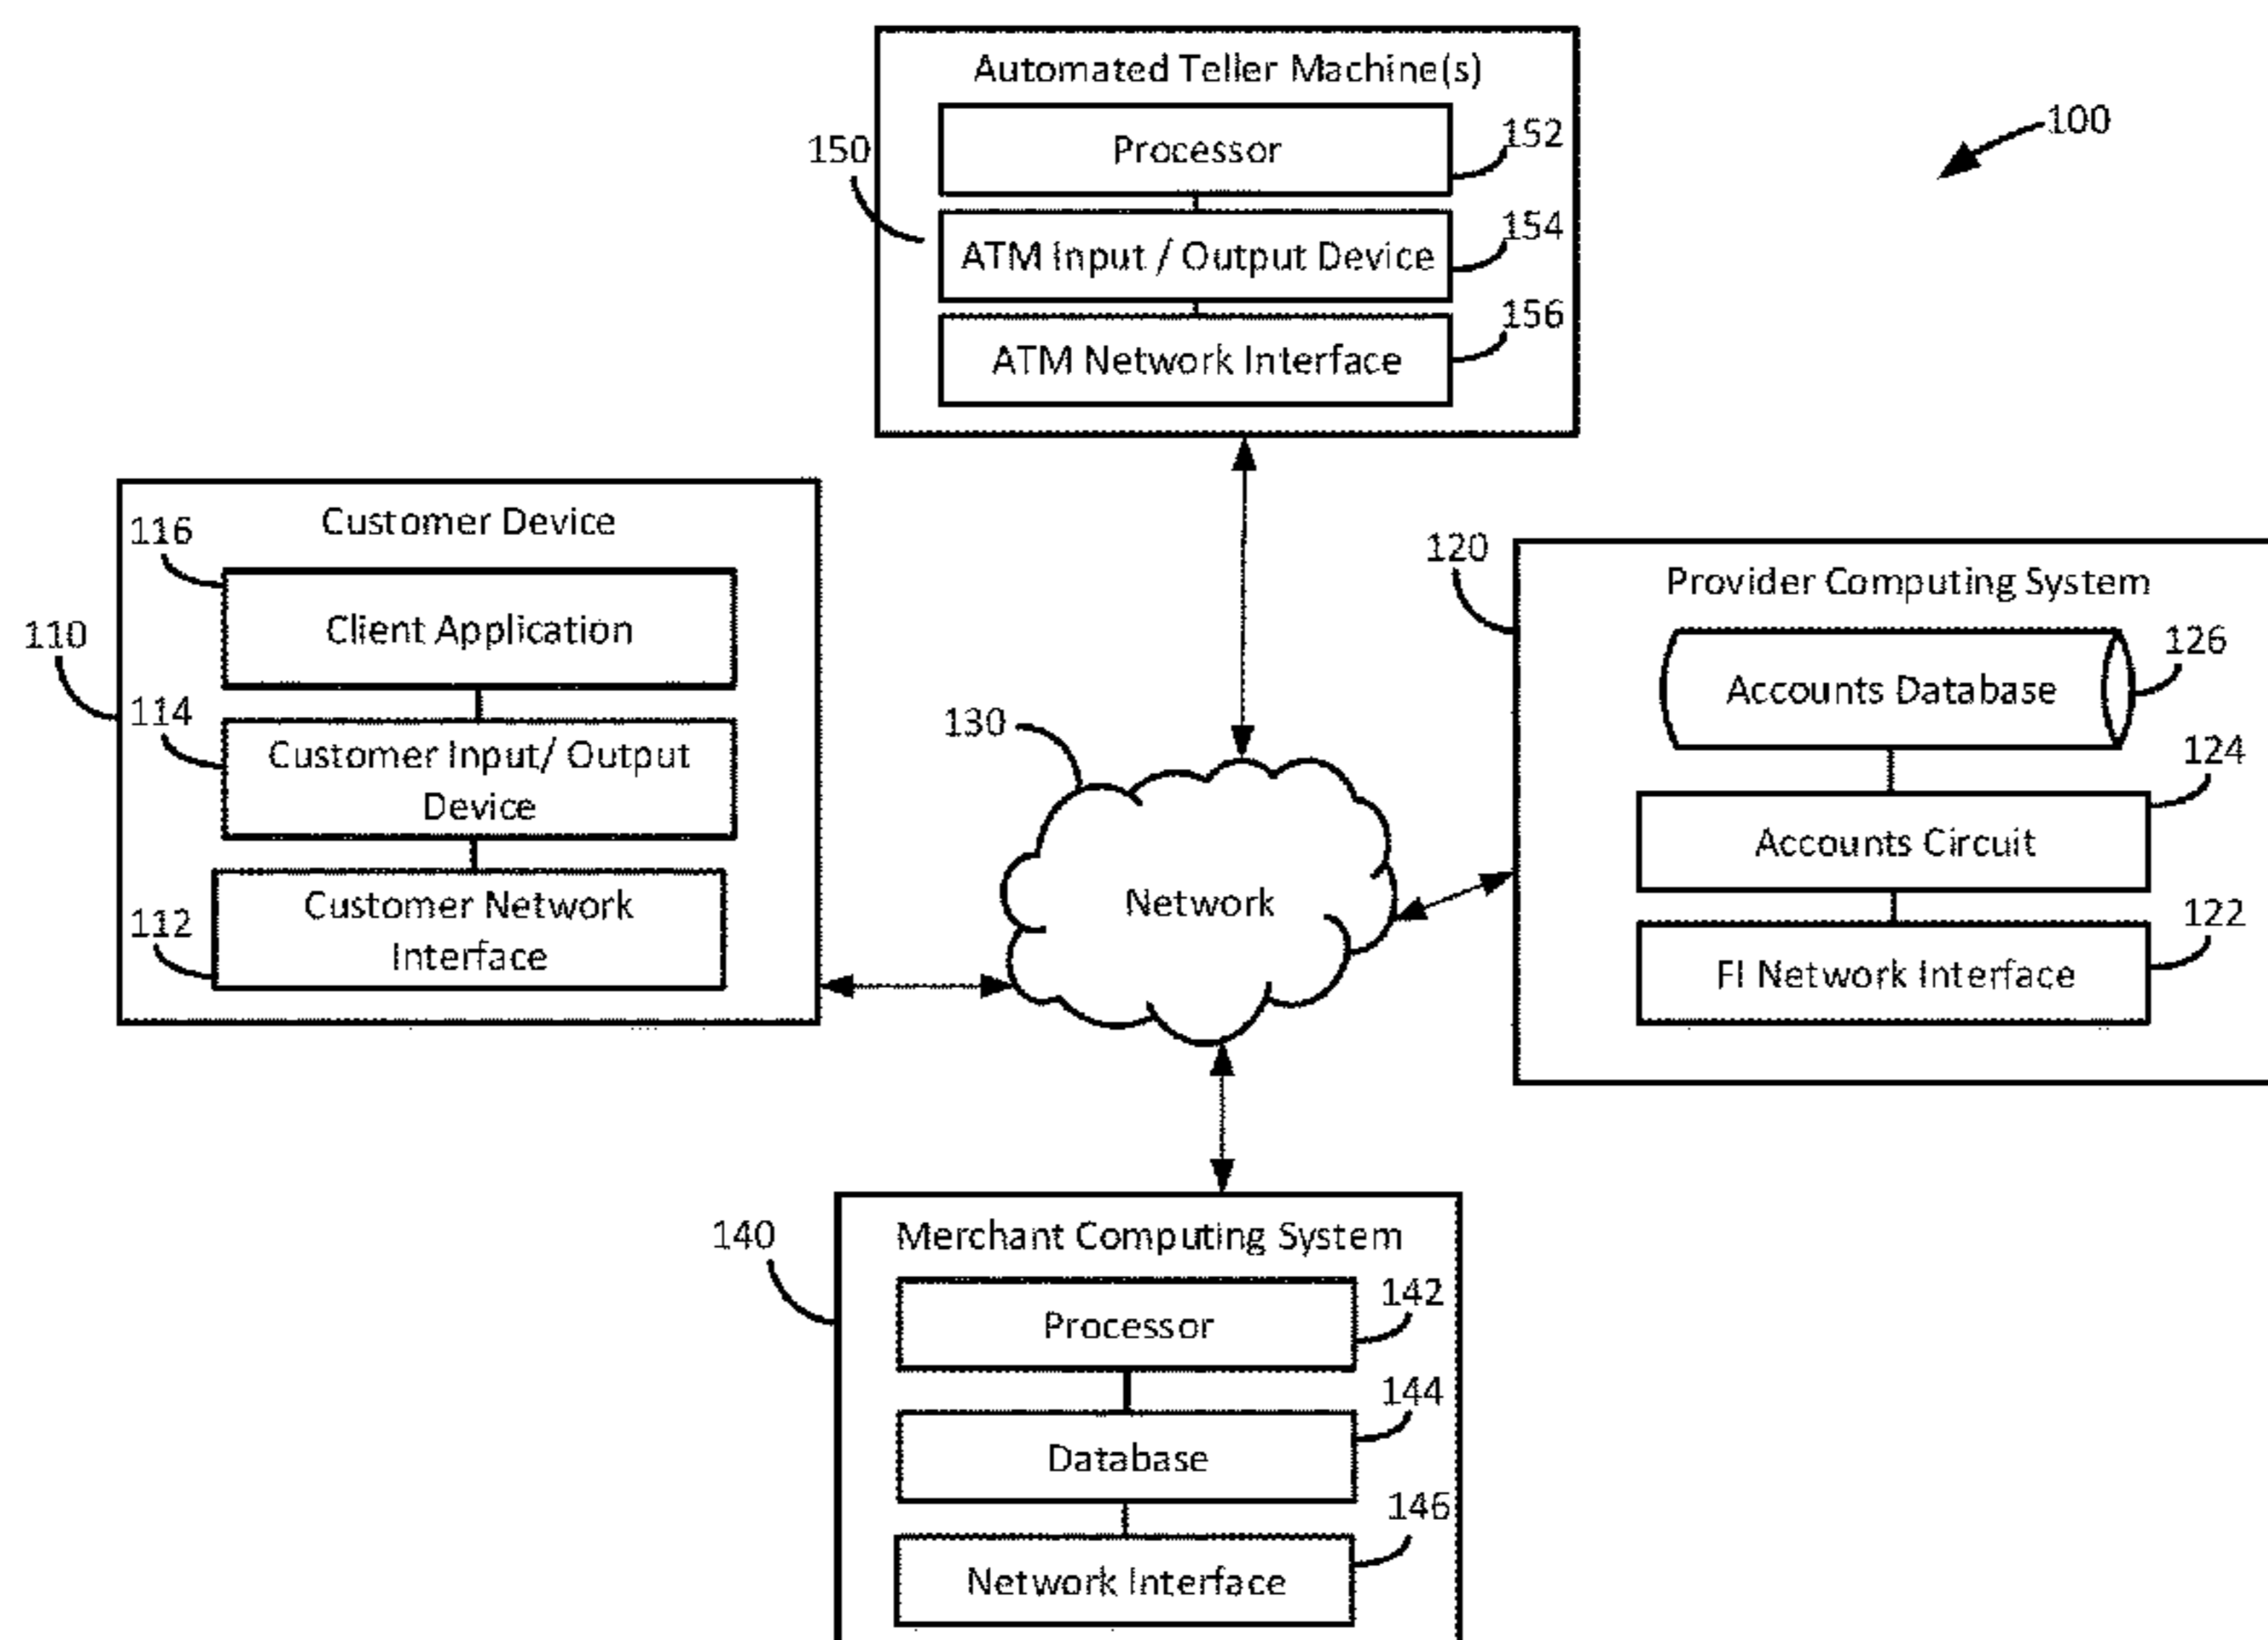 Automated Teller Machine(s)
Processor
152
150
ATM Input / Output Device
154
ATM Network Interface
156
100
Customer Device
116
Client Application
110
114
Customer Input/ Output
Device
112
Customer Network
Interface
130
Network
120
Provider Computing System
Accounts Database
126
124
Accounts Circuit
122
FI Network Interface
140
Merchant Computing System
142
Processor
144
Database
146
Network Interface